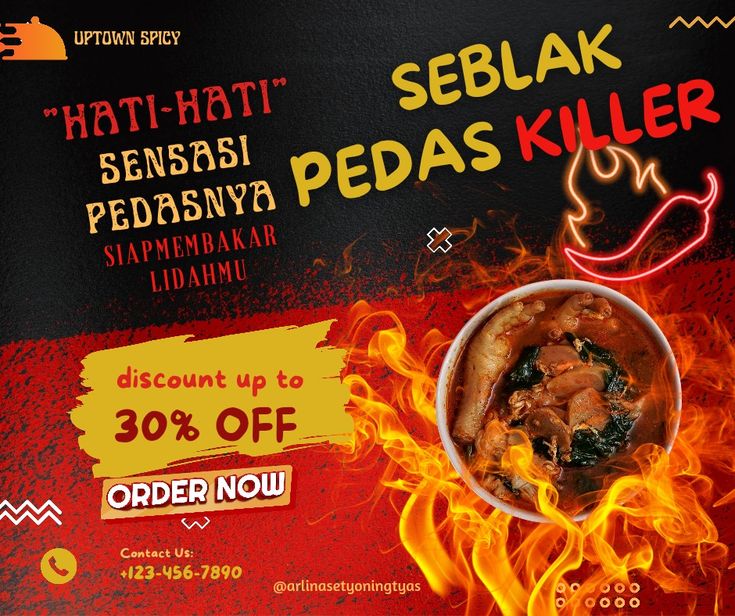 UPTOWN SPICY
"HATI-HATI"
SENSASI
PEDASNYA
SIAPMEMBAKAR
LIDAHMU
SEBLAK
PEDAS KILLER
discount up to
30% OFF
ORDER NOW
Contact Us:
+123-456-7890
@arlinasetyoningtyas